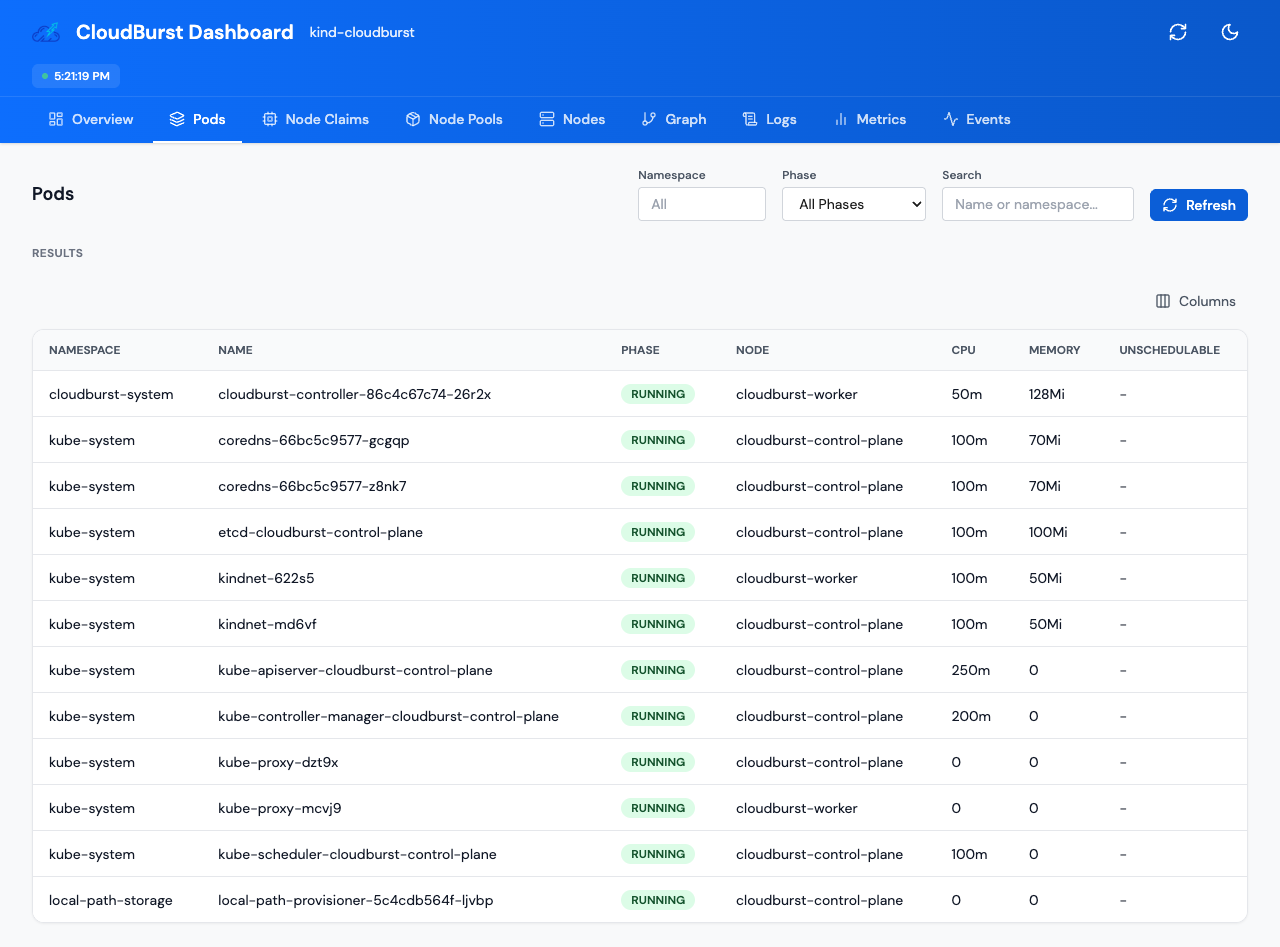 CloudBurst Dashboard kind-cloudburst
5:21:19 PM
Overview Pods Node Claims Node Pools Nodes Graph Logs Metrics Events
Pods
Namespace Phase Search
All All Phases Name or namespace... Refresh
RESULTS
Columns
NAMESPACE NAME PHASE NODE CPU MEMORY UNSCHEDULABLE
cloudburst-system cloudburst-controller-86c4c67c74-26r2x RUNNING cloudburst-worker 50m 128Mi -
kube-system coredns-66bc5c9577-gcgqp RUNNING cloudburst-control-plane 100m 70Mi -
kube-system coredns-66bc5c9577-z8nk7 RUNNING cloudburst-control-plane 100m 70Mi -
kube-system etcd-cloudburst-control-plane RUNNING cloudburst-control-plane 100m 100Mi -
kube-system kindnet-622s5 RUNNING cloudburst-worker 100m 50Mi -
kube-system kindnet-md6vf RUNNING cloudburst-control-plane 100m 50Mi -
kube-system kube-apiserver-cloudburst-control-plane RUNNING cloudburst-control-plane 250m 0 -
kube-system kube-controller-manager-cloudburst-control-plane RUNNING cloudburst-control-plane 200m 0 -
kube-system kube-proxy-dzt9x RUNNING cloudburst-control-plane 0 0 -
kube-system kube-proxy-mcvj9 RUNNING cloudburst-worker 0 0 -
kube-system kube-scheduler-cloudburst-control-plane RUNNING cloudburst-control-plane 100m 0 -
local-path-storage local-path-provisioner-5c4cdb564f-ljvbp RUNNING cloudburst-control-plane 0 0 -